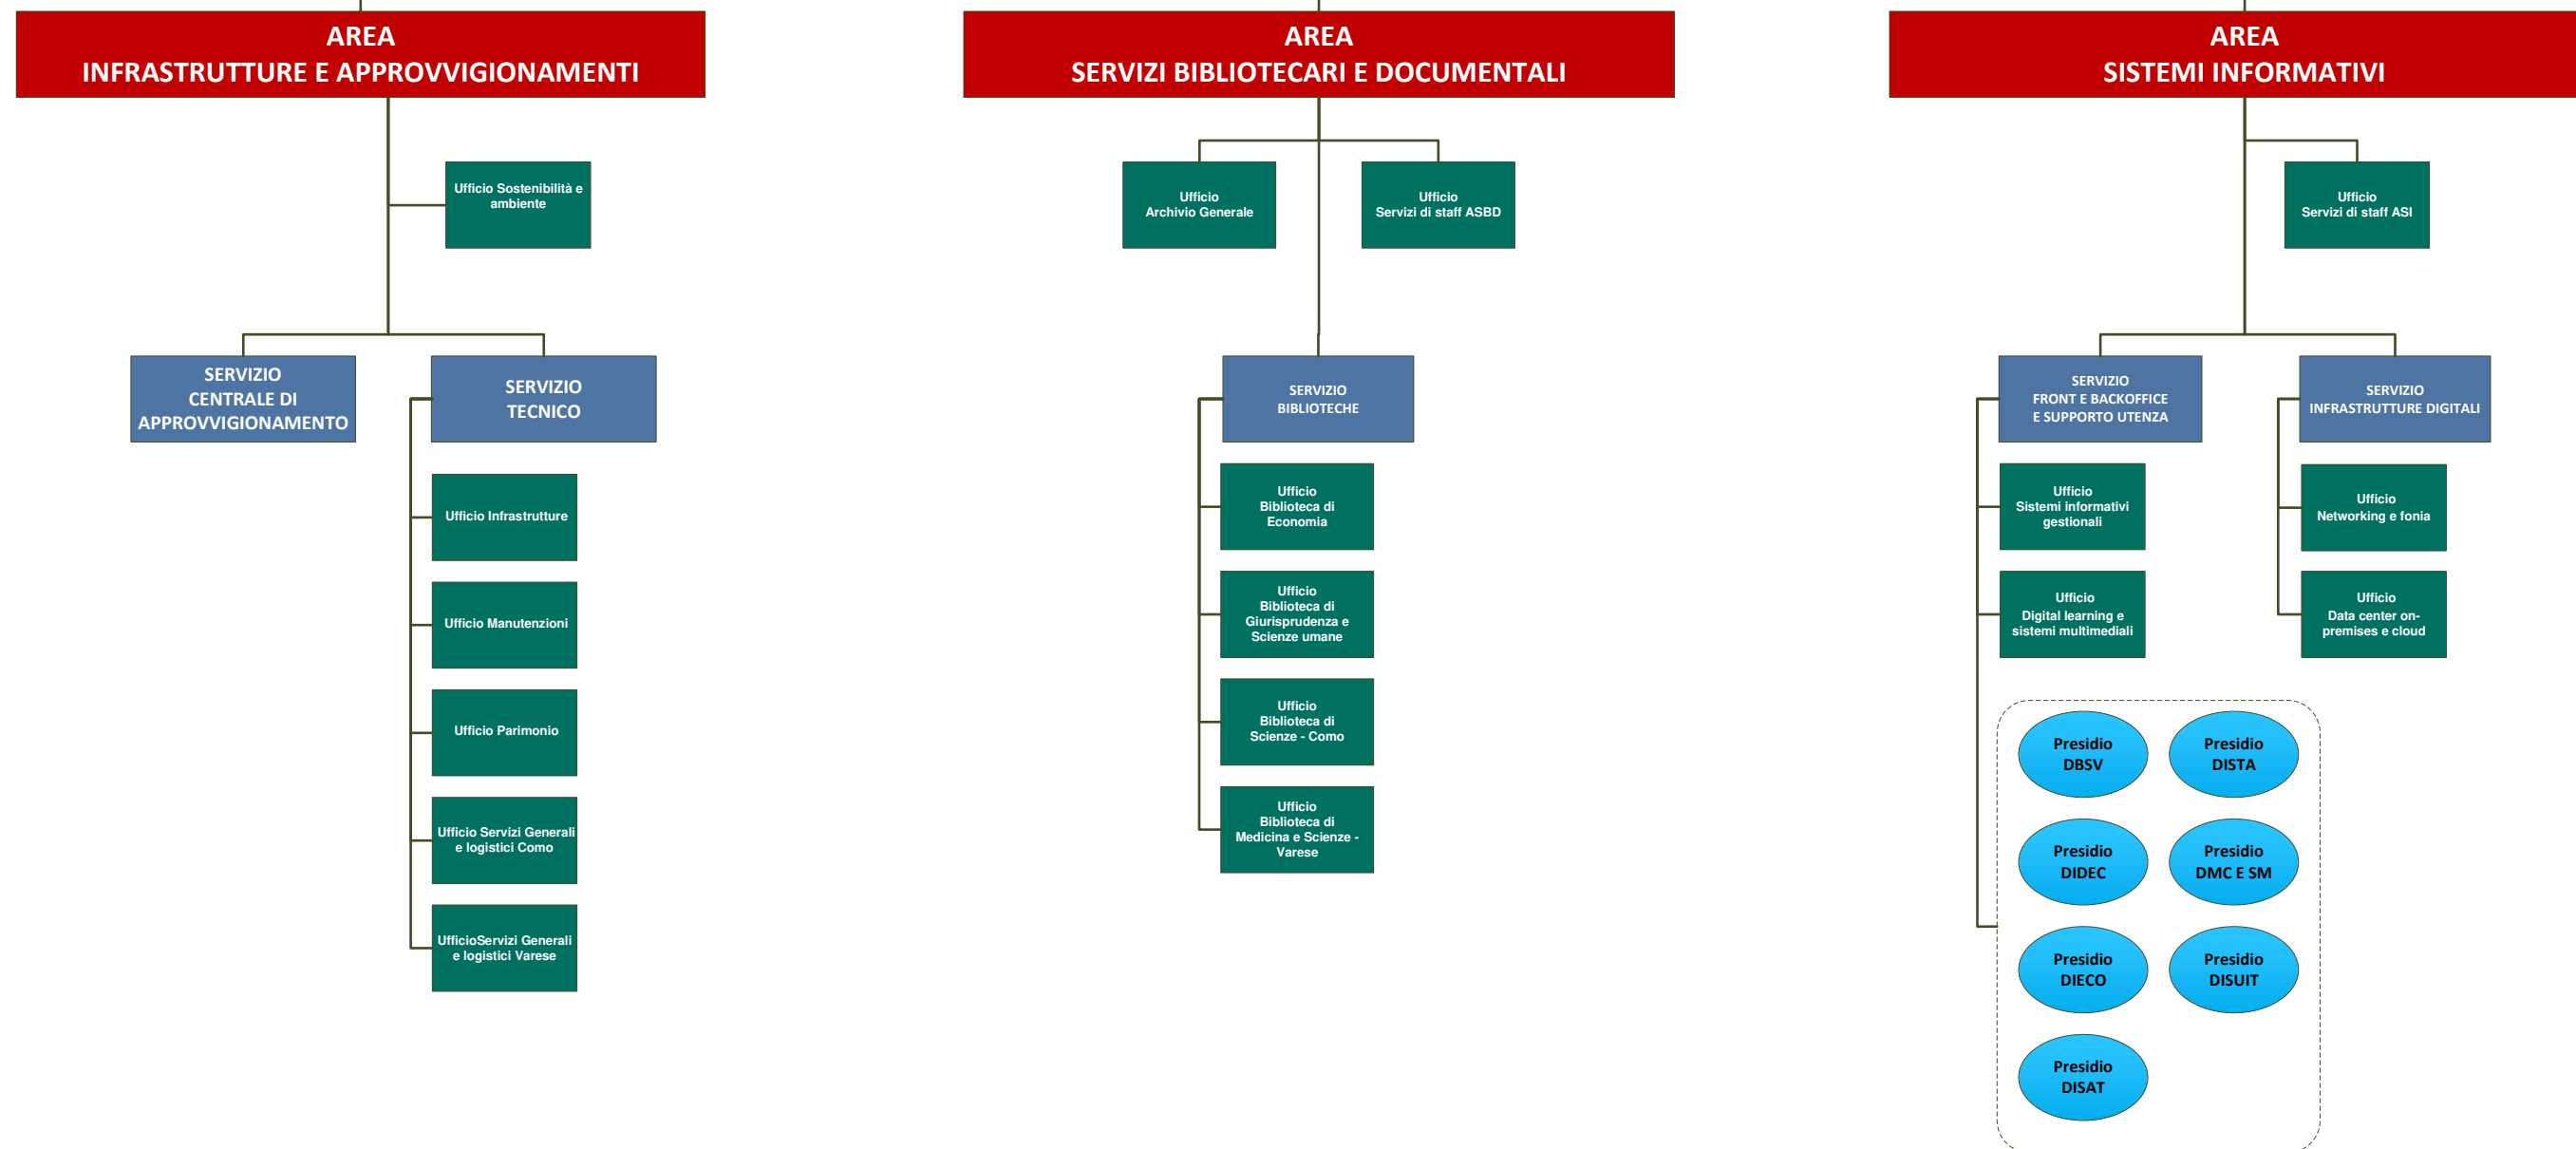 AREA
INFRASTRUTTURE E APPROVVIGIONAMENTI
Ufficio Sostenibilità e
ambiente
SERVIZIO
CENTRALE DI
APPROVVIGIONAMENTO
SERVIZIO
TECNICO
Ufficio Infrastrutture
Ufficio Manutenzioni
Ufficio Parimonio
Ufficio Servizi Generali
e logistici Como
UfficioServizi Generali
e logistici Varese
AREA
SERVIZI BIBLIOTECARI E DOCUMENTALI
Ufficio
Archivio Generale
Ufficio
Servizi di staff ASBD
SERVIZIO
BIBLIOTECHE
Ufficio
Biblioteca di
Economia
Ufficio
Biblioteca di
Giurisprudenza e
Scienze umane
Ufficio
Biblioteca di
Scienze - Como
Ufficio
Biblioteca di
Medicina e Scienze -
Varese
AREA
SISTEMI INFORMATIVI
Ufficio
Servizi di staff ASI
SERVIZIO
FRONT E BACKOFFICE
E SUPPORTO UTENZA
SERVIZIO
INFRASTRUTTURE DIGITALI
Ufficio
Sistemi informativi
gestionali
Ufficio
Digital learning e
sistemi multimediali
Ufficio
Networking e fonia
Ufficio
Data center on-
premises e cloud
Presidio
DBSV
Presidio
DISTA
Presidio
DIDEC
Presidio
DMC E SM
Presidio
DIECO
Presidio
DISUIT
Presidio
DISAT